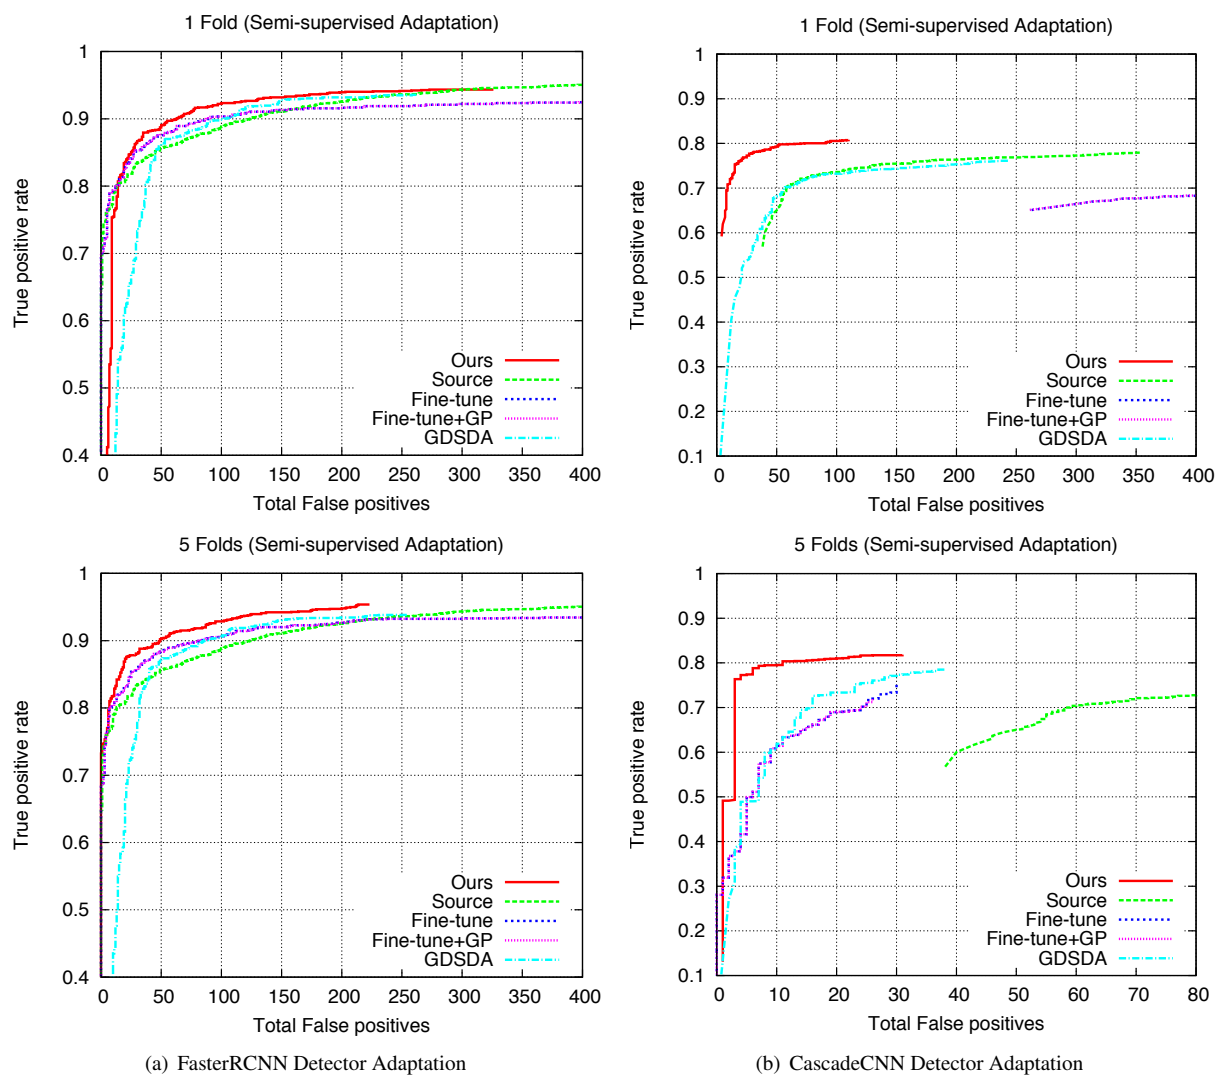 1 Fold (Semi-supervised Adaptation)
1
0.9
0.8
0.7
0.6
0.5
0.4
True positive rate
0 50 100 150 200 250 300 350 400
Total False positives
Ours
Source
Fine-tune
Fine-tune+GP
GDSDA
1 Fold (Semi-supervised Adaptation)
1
0.9
0.8
0.7
0.6
0.5
0.4
0.3
0.2
0.1
True positive rate
0 50 100 150 200 250 300 350 400
Total False positives
Ours
Source
Fine-tune
Fine-tune+GP
GDSDA
5 Folds (Semi-supervised Adaptation)
1
0.9
0.8
0.7
0.6
0.5
0.4
True positive rate
0 50 100 150 200 250 300 350 400
Total False positives
Ours
Source
Fine-tune
Fine-tune+GP
GDSDA
5 Folds (Semi-supervised Adaptation)
1
0.9
0.8
0.7
0.6
0.5
0.4
0.3
0.2
0.1
True positive rate
0 10 20 30 40 50 60 70 80
Total False positives
Ours
Source
Fine-tune
Fine-tune+GP
GDSDA
(a) FasterRCNN Detector Adaptation
(b) CascadeCNN Detector Adaptation